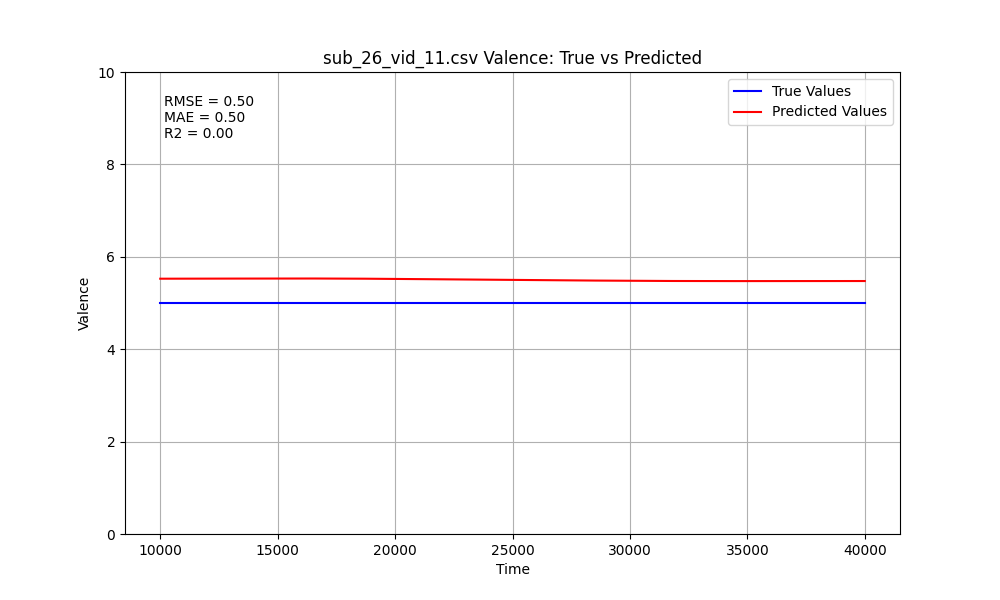 sub_26_vid_11.csv Valence: True vs Predicted
RMSE = 0.50
MAE = 0.50
R2 = 0.00
True Values
Predicted Values
10
8
6
4
2
0
Valence
10000 15000 20000 25000 30000 35000 40000
Time